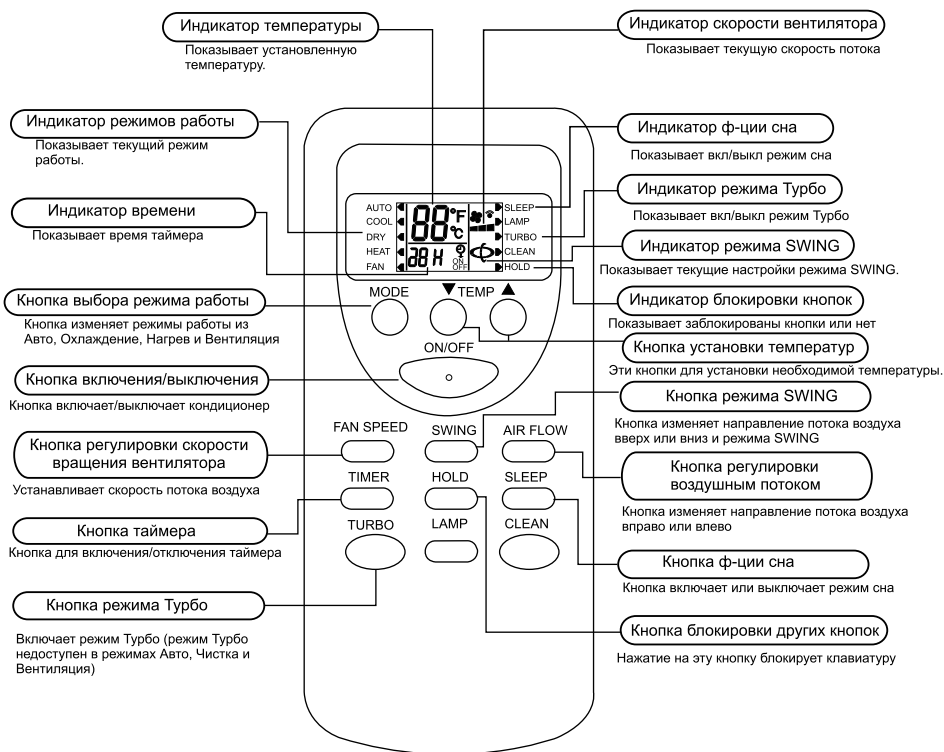 Индикатор температуры
Показывает установленную
температуру.
Индикатор режимов работы
Показывает текущий режим
работы.
Индикатор времени
Показывает время таймера
Кнопка выбора режима работы
Кнопка изменяет режимы работы из
Авто, Охлаждение, Нагрев и Вентиляция
Кнопка включения/выключения
Кнопка включает/выключает кондиционер
Кнопка регулировки скорости
вращения вентилятора
Устанавливает скорость потока воздуха
Кнопка таймера
Кнопка для включения/отключения таймера
Кнопка режима Турбо
Включает режим Турбо (режим Турбо
недоступен в режимах Авто, Чистка и
Вентиляция)
AUTO
COOL
DRY
HEAT
FAN
88 °F
°C
38 H
ON
OFF
SLEEP
LAMP
TURBO
CLEAN
HOLD
MODE ▼ TEMP ▲
ON/OFF
FAN SPEED SWING AIR FLOW
TIMER HOLD SLEEP
TURBO LAMP CLEAN
Индикатор скорости вентилятора
Показывает текущую скорость потока
Индикатор ф-ции сна
Показывает вкл/выкл режим сна
Индикатор режима Турбо
Показывает вкл/выкл режим Турбо
Индикатор режима SWING
Показывает текущие настройки режима SWING.
Индикатор блокировки кнопок
Показывает заблокированы кнопки или нет
Кнопка установки температур
Эти кнопки для установки необходимой температуры.
Кнопка режима SWING
Кнопка изменяет направление потока воздуха
вверх или вниз и режима SWING
Кнопка регулировки
воздушным потоком
Кнопка изменяет направление потока воздуха
вправо или влево
Кнопка ф-ции сна
Кнопка включает или выключает режим сна
Кнопка блокировки других кнопок
Нажатие на эту кнопку блокирует клавиатуру